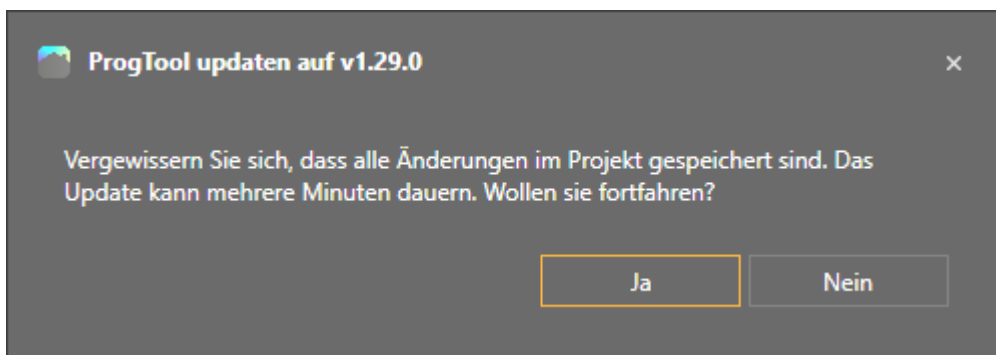 ProgTool updaten auf v1.29.0
Vergewissern Sie sich, dass alle Änderungen im Projekt gespeichert sind. Das
Update kann mehrere Minuten dauern. Wollen sie fortfahren?
Ja
Nein